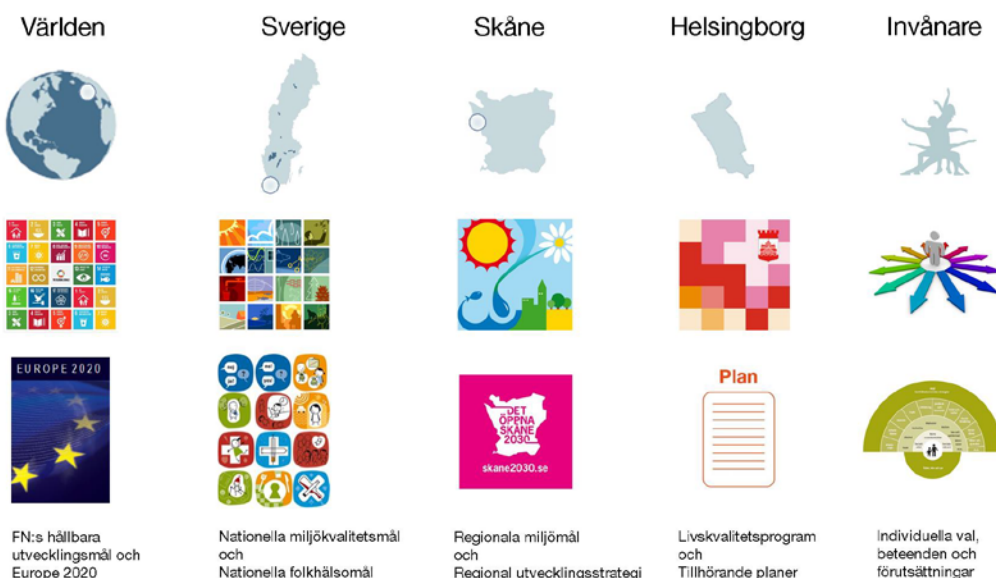 Världen
Sverige
Skåne
Helsingborg
Invånare
EUROPE 2020
DET
ÖPPNA
SKÅNE
2030
skane2030.se
Plan
FN:s hållbara
utvecklingsmål och
Europe 2020
Nationella miljökvalitetsmål
och
Nationella folkhälsomål
Regionala miljömål
och
Regional utvecklingsstrategi
Livskvalitetsprogram
och
Tillhörande planer
Individuella val,
beteenden och
förutsättningar